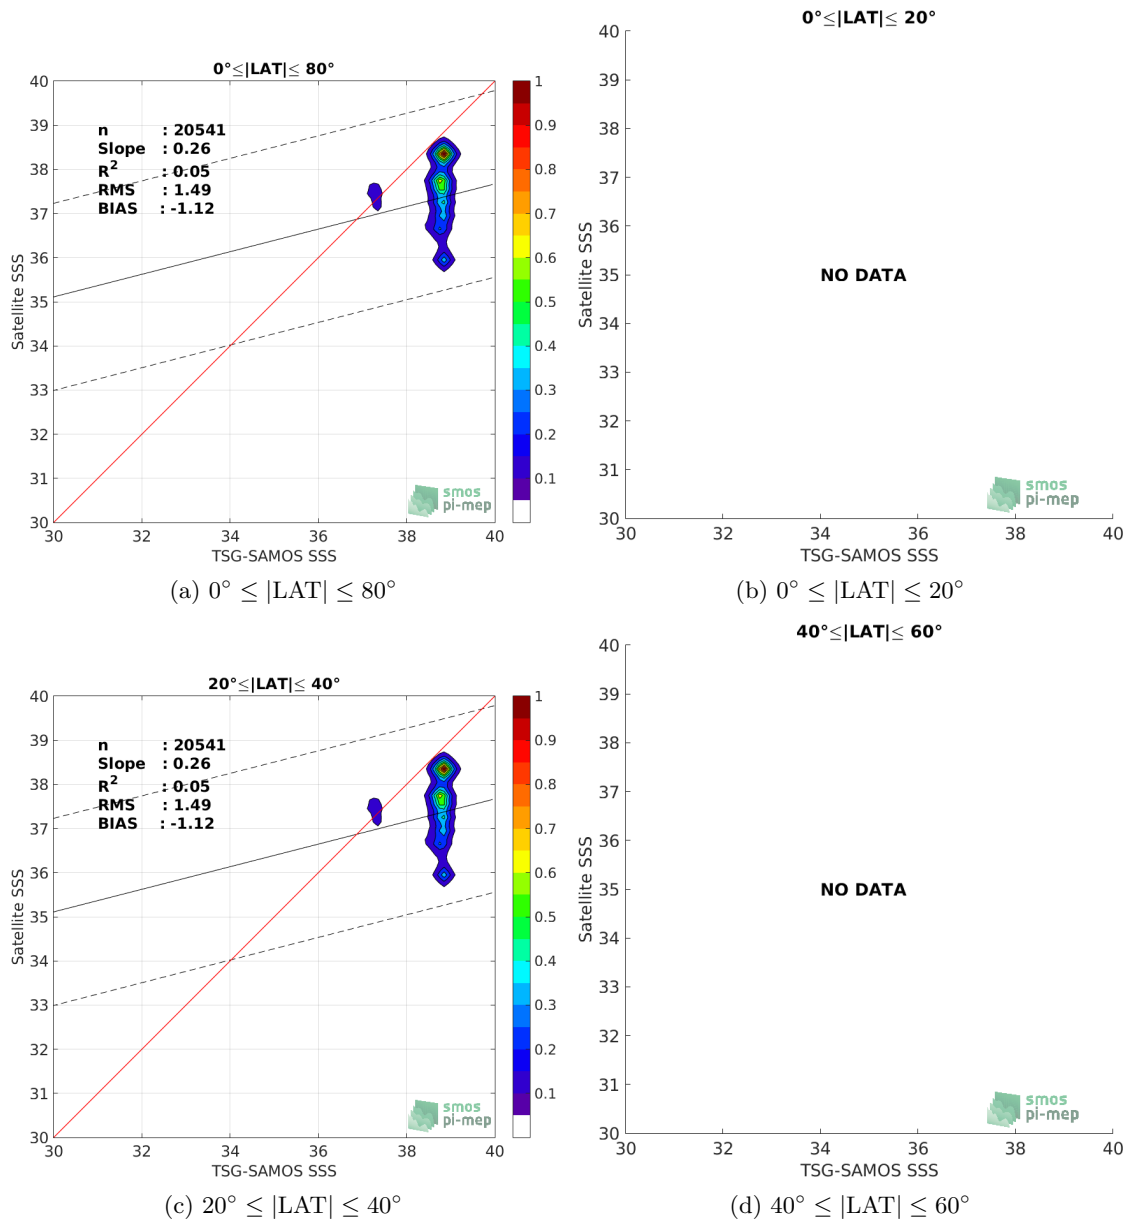 0°≤|LAT|≤ 80°
40
39
38
37
36
35
34
33
32
31
30
Satellite SSS
n : 20541
Slope : 0.26
R² : 0.05
RMS : 1.49
BIAS : -1.12
1
0.9
0.8
0.7
0.6
0.5
0.4
0.3
0.2
0.1
smos
pi-mep
30 32 34 36 38 40
TSG-SAMOS SSS
(a) 0° ≤ |LAT| ≤ 80°
0°≤|LAT|≤ 20°
40
39
38
37
36
35
34
33
32
31
30
Satellite SSS
NO DATA
smos
pi-mep
30 32 34 36 38 40
TSG-SAMOS SSS
(b) 0° ≤ |LAT| ≤ 20°
20°≤|LAT|≤ 40°
40
39
38
37
36
35
34
33
32
31
30
Satellite SSS
n : 20541
Slope : 0.26
R² : 0.05
RMS : 1.49
BIAS : -1.12
1
0.9
0.8
0.7
0.6
0.5
0.4
0.3
0.2
0.1
smos
pi-mep
30 32 34 36 38 40
TSG-SAMOS SSS
(c) 20° ≤ |LAT| ≤ 40°
40°≤|LAT|≤ 60°
40
39
38
37
36
35
34
33
32
31
30
Satellite SSS
NO DATA
smos
pi-mep
30 32 34 36 38 40
TSG-SAMOS SSS
(d) 40° ≤ |LAT| ≤ 60°